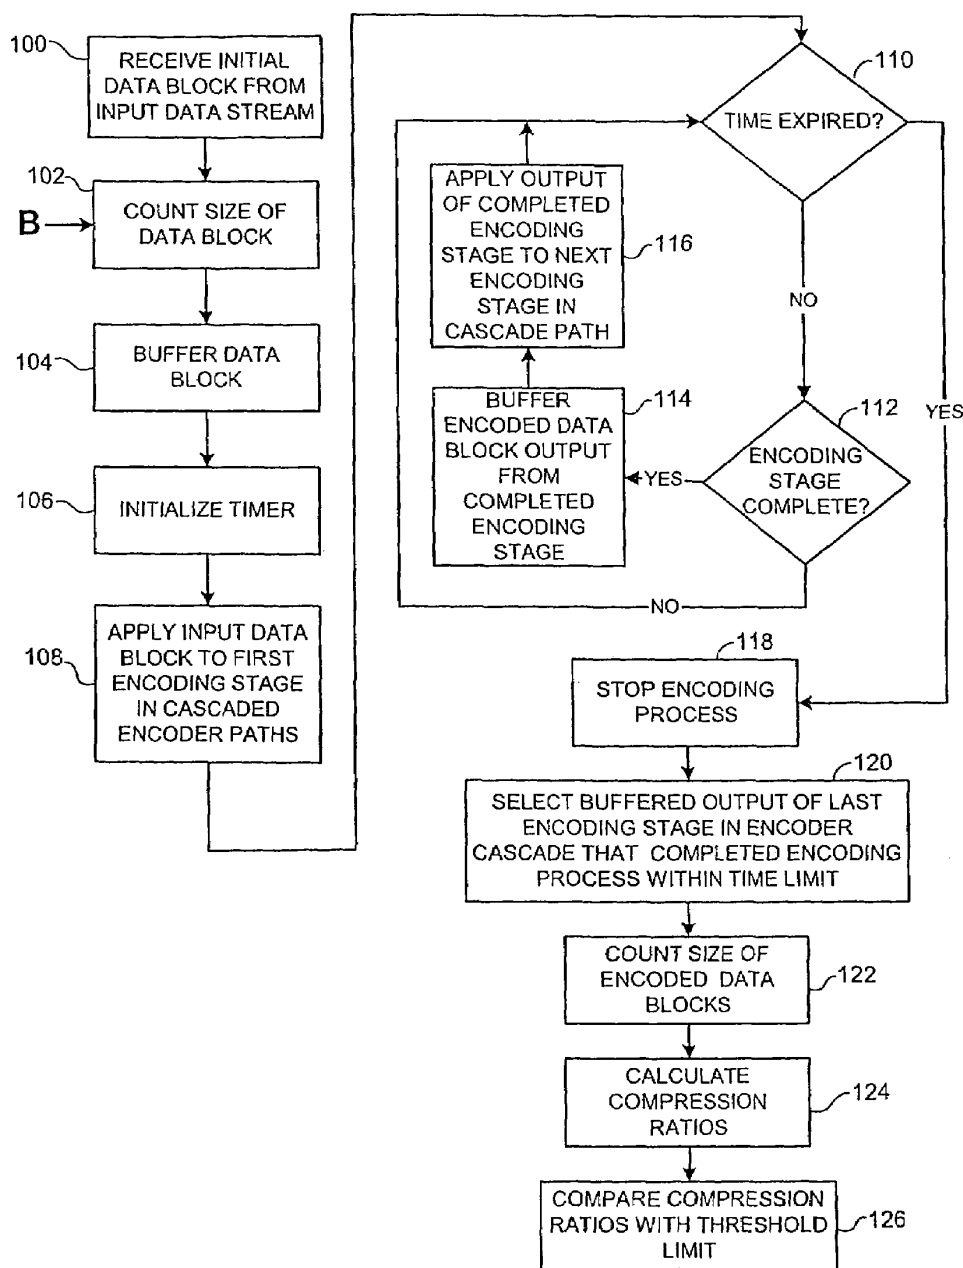 100
RECEIVE INITIAL
DATA BLOCK FROM
INPUT DATA STREAM
102
B
COUNT SIZE OF
DATA BLOCK
104
BUFFER DATA
BLOCK
106
INITIALIZE TIMER
108
APPLY INPUT DATA
BLOCK TO FIRST
ENCODING STAGE
IN CASCADED
ENCODER PATHS
110
TIME EXPIRED?
NO
YES
112
ENCODING
STAGE
COMPLETE?
YES
NO
114
BUFFER
ENCODED DATA
BLOCK OUTPUT
FROM
COMPLETED
ENCODING
STAGE
116
APPLY OUTPUT
OF COMPLETED
ENCODING
STAGE TO NEXT
ENCODING
STAGE IN
CASCADE PATH
118
STOP ENCODING
PROCESS
120
SELECT BUFFERED OUTPUT OF LAST
ENCODING STAGE IN ENCODER
CASCADE THAT COMPLETED ENCODING
PROCESS WITHIN TIME LIMIT
COUNT SIZE OF
ENCODED DATA
BLOCKS
122
CALCULATE
COMPRESSION
RATIOS
124
COMPARE COMPRESSION
RATIOS WITH THRESHOLD
LIMIT
126